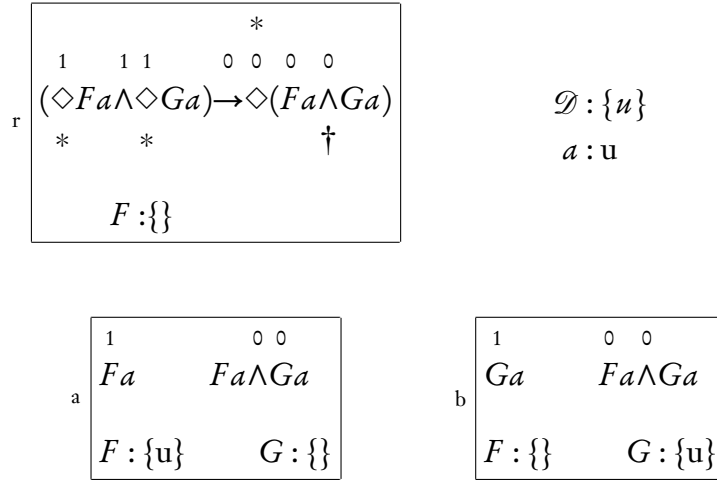 *
1 1 1 0 0 0 0
(◇Fa∧◇Ga)→◇(Fa∧Ga)
* * †
r
F :{}
𝒟 : {u}
a : u
1 0 0
Fa Fa∧Ga
a
F : {u} G : {}
1 0 0
Ga Fa∧Ga
b
F : {} G : {u}